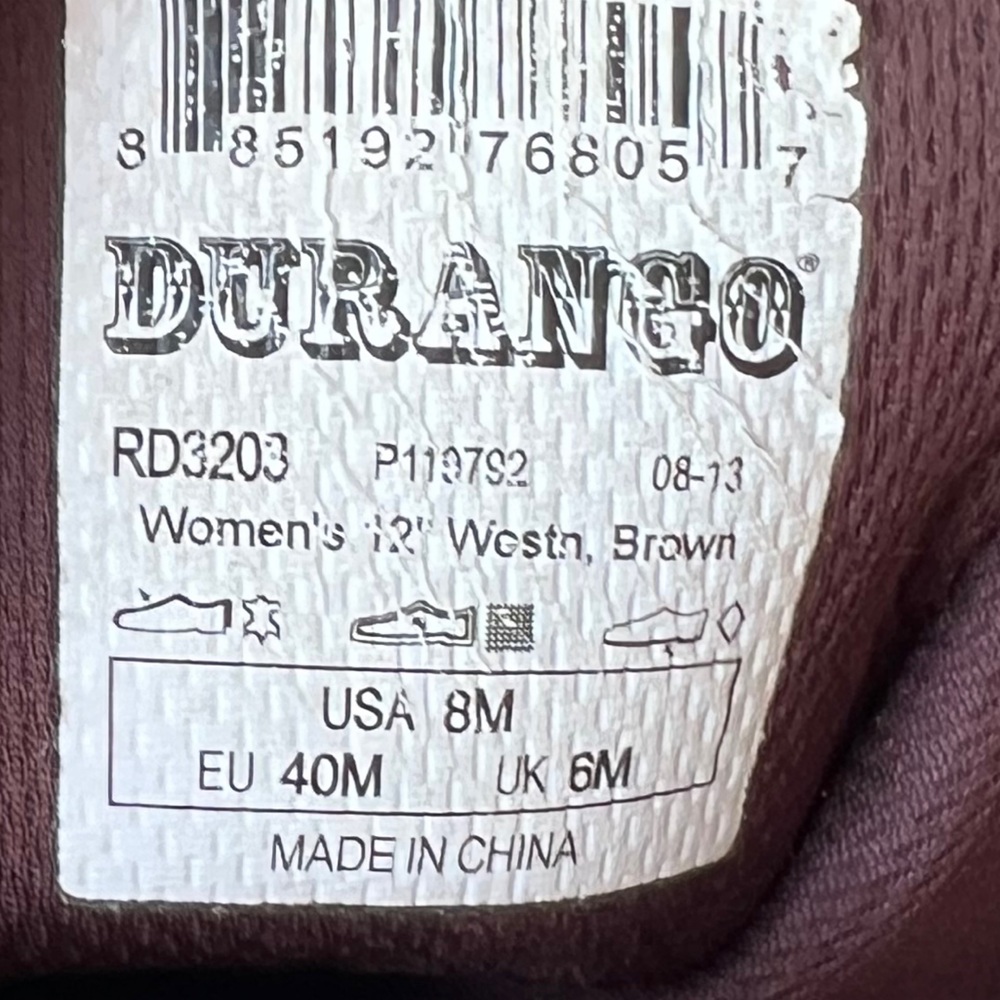 8 85192 76805 7
DURANGO®
RD3203 P119792 08-13
Women's 12" Westn, Brown
USA 8M
EU 40M UK 6M
MADE IN CHINA